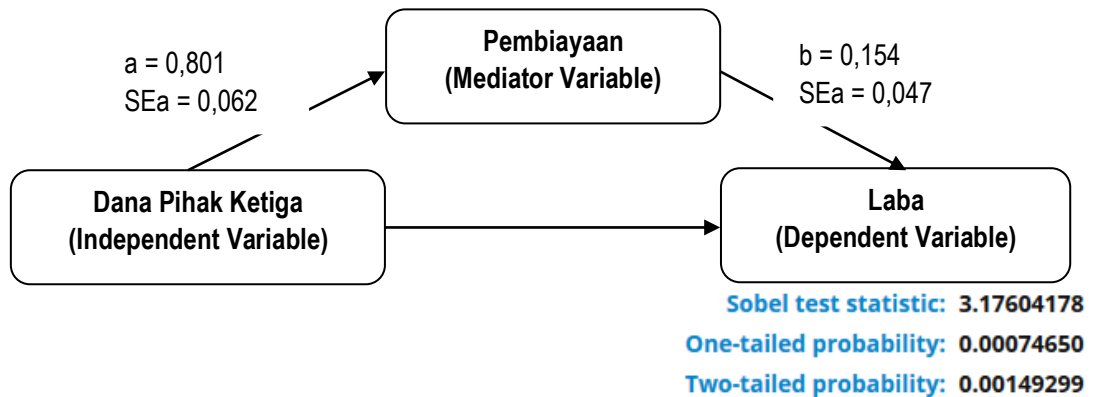 Pembiayaan
(Mediator Variable)
a = 0,801
SEa = 0,062
b = 0,154
SEa = 0,047
Dana Pihak Ketiga
(Independent Variable)
Laba
(Dependent Variable)
Sobel test statistic: 3.17604178
One-tailed probability: 0.00074650
Two-tailed probability: 0.00149299